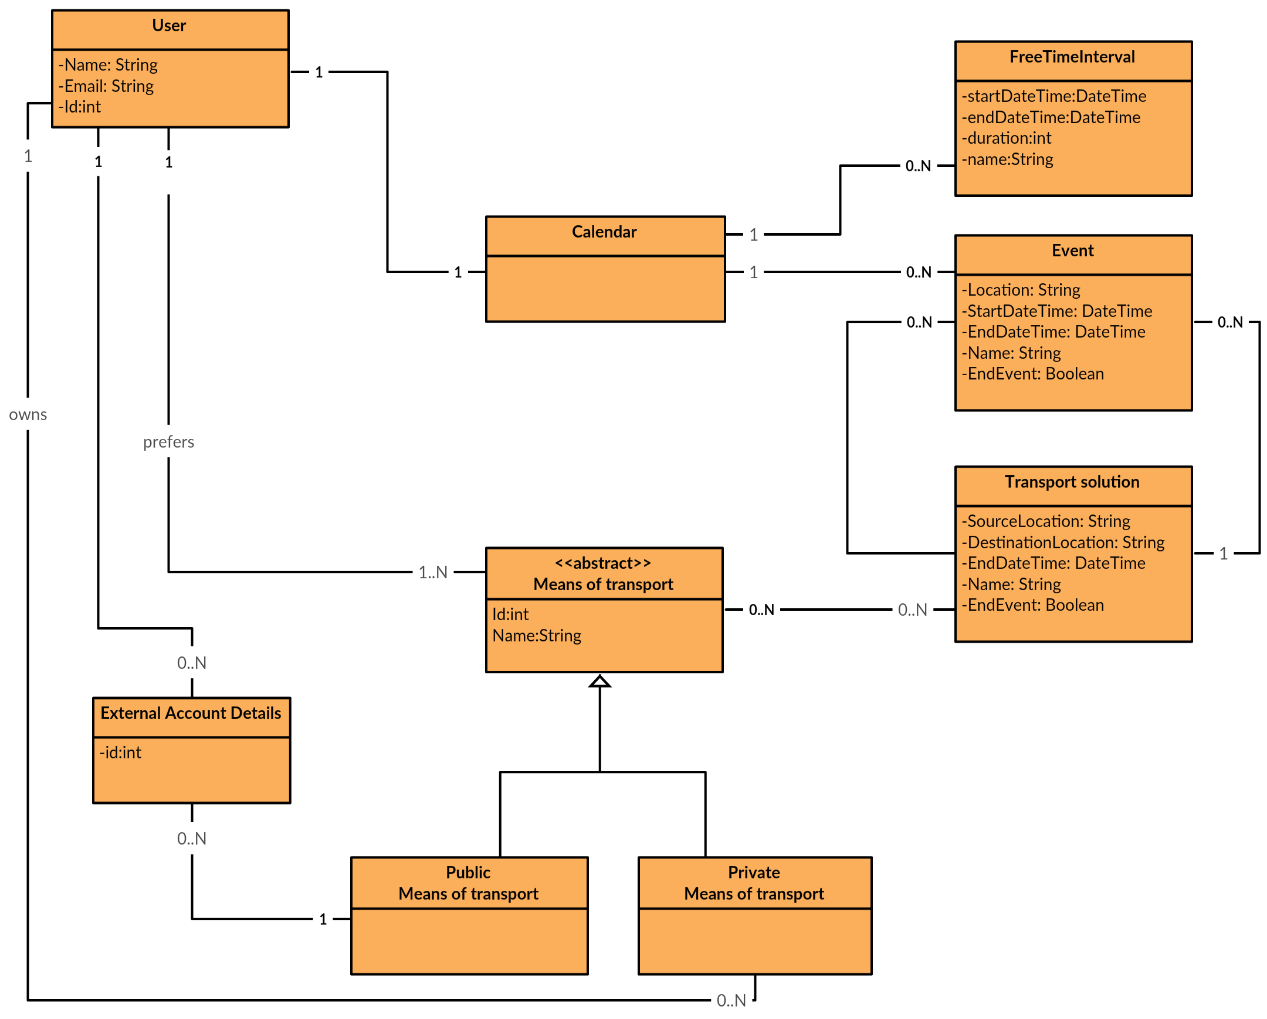 User
-Name: String
-Email: String
-Id:int
1
1
1
1
owns
prefers
1
Calendar
1
1
FreeTimeInterval
-startDateTime:DateTime
-endDateTime:DateTime
-duration:int
-name:String
0..N
Event
-Location: String
-StartDateTime: DateTime
-EndDateTime: DateTime
-Name: String
-EndEvent: Boolean
0..N
0..N
0..N
Transport solution
-SourceLocation: String
-DestinationLocation: String
-EndDateTime: DateTime
-Name: String
-EndEvent: Boolean
1
0..N
0..N
1..N
<<abstract>>
Means of transport
Id:int
Name:String
0..N
External Account Details
-id:int
0..N
1
Public
Means of transport
Private
Means of transport
0..N